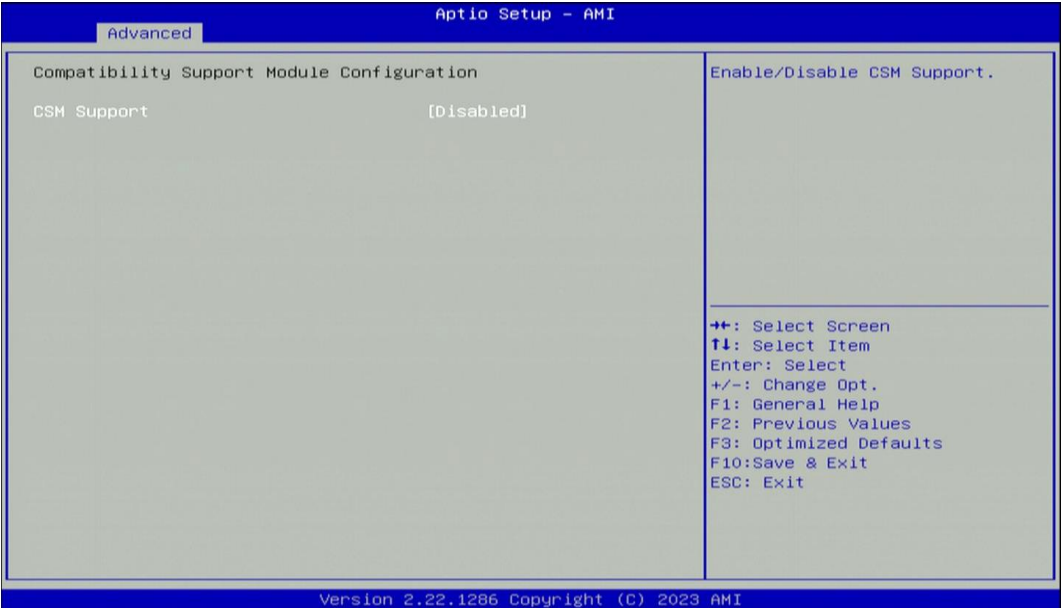 Aptio Setup – AMI
Advanced
Compatibility Support Module Configuration
CSM Support [Disabled]
Enable/Disable CSM Support.
→←: Select Screen
↑↓: Select Item
Enter: Select
+/-: Change Opt.
F1: General Help
F2: Previous Values
F3: Optimized Defaults
F10:Save & Exit
ESC: Exit
Version 2.22.1286 Copyright (C) 2023 AMI